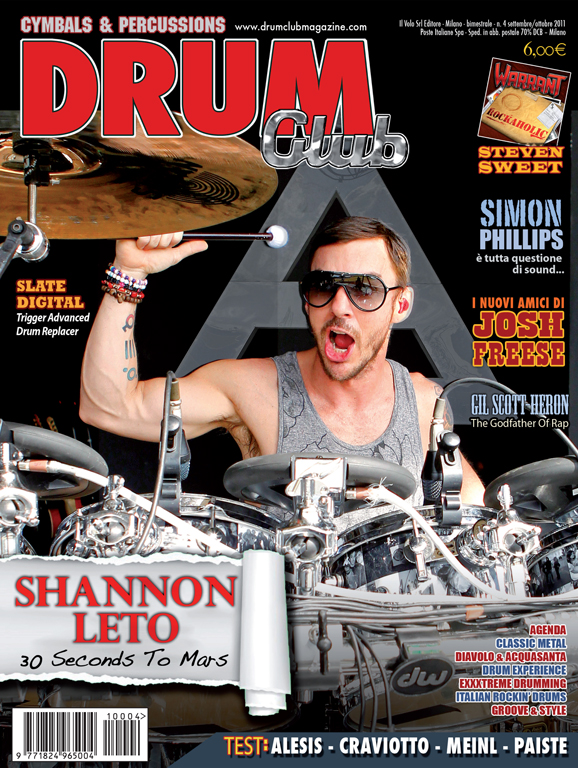 CYMBALS & PERCUSSIONS
www.drumclubmagazine.com
Il Volo Srl Editore - Milano - bimestrale - n. 4 settembre/ottobre 2011
Poste Italiane Spa - Sped. in abb. postale 70% DCB – Milano
6,00€
DRUM
Club
WARRANT
ROCKAHOLIC
STEVEN
SWEET
SIMON
PHILLIPS
è tutta questione
di sound...
SLATE
DIGITAL
Trigger Advanced
Drum Replacer
I NUOVI AMICI DI
JOSH
FREESE
GIL SCOTT HERON
The Godfather Of Rap
A
SHANNON
LETO
30 Seconds To Mars
AGENDA
CLASSIC METAL
DIAVOLO & ACQUASANTA
DRUM EXPERIENCE
EXXXTREME DRUMMING
ITALIAN ROCKIN' DRUMS
GROOVE & STYLE
dw
10004>
9 771824 965004
TEST: ALESIS - CRAVIOTTO - MEINL - PAISTE